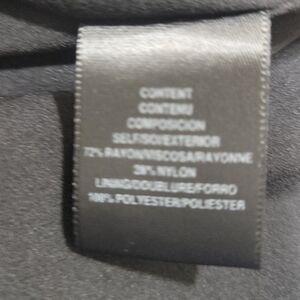 CONTENT
CONTENU
COMPOSICION
SELF/SOI/EXTERIOR
72% RAYON/VISCOSA/RAYONNE
28% NYLON
LINING/DOUBLURE/FORRO
100% POLYESTER/POLIESTER